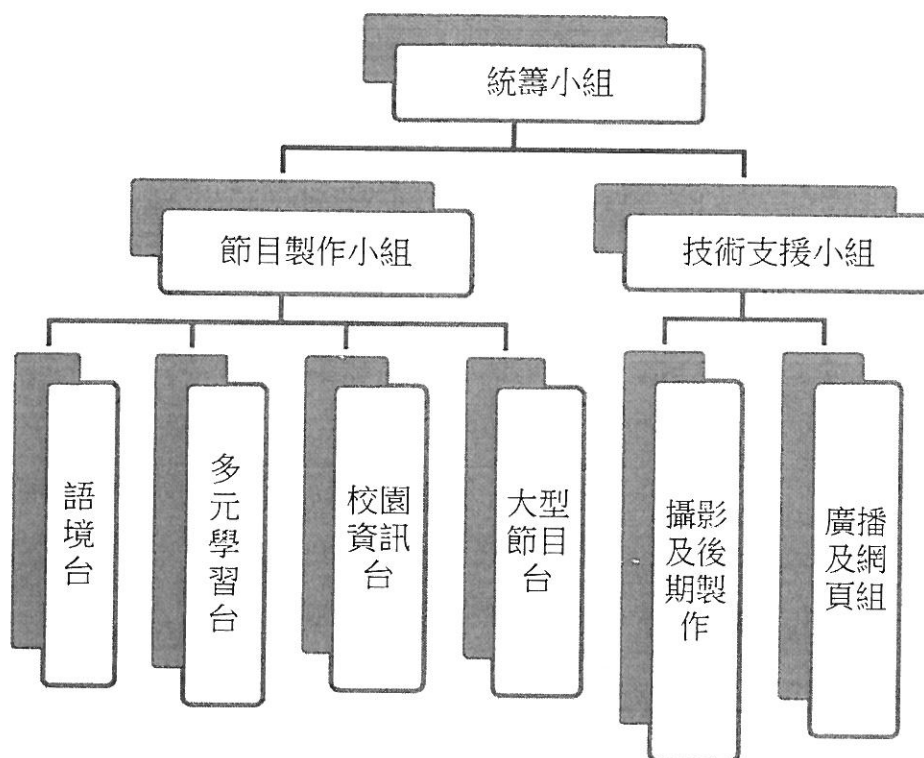 統籌小組
節目製作小組
技術支援小組
語
境
台
多
元
學
習
台
校園
資訊
台
大型
節目
台
攝影
及後
期製
作
廣播
及網
頁組